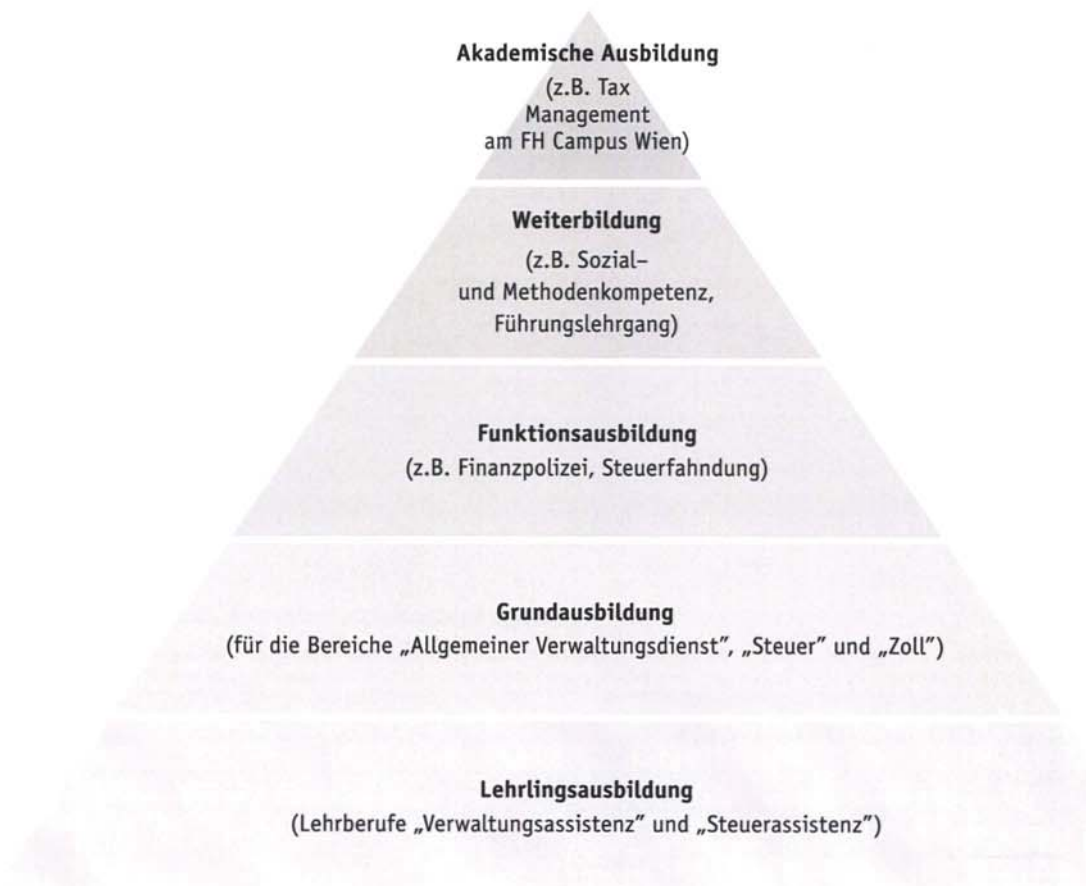 Akademische Ausbildung
(z.B. Tax
Management
am FH Campus Wien)
Weiterbildung
(z.B. Sozial–
und Methodenkompetenz,
Führungslehrgang)
Funktionsausbildung
(z.B. Finanzpolizei, Steuerfahndung)
Grundausbildung
(für die Bereiche „Allgemeiner Verwaltungsdienst”, „Steuer” und „Zoll”)
Lehrlingsausbildung
(Lehrberufe „Verwaltungsassistenz” und „Steuerassistenz”)